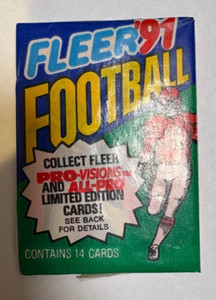 FLEER '91
FOOTBALL
COLLECT FLEER
PRO-VISIONS™
AND ALL-PRO
LIMITED EDITION
CARDS!
SEE BACK
FOR DETAILS
CONTAINS 14 CARDS